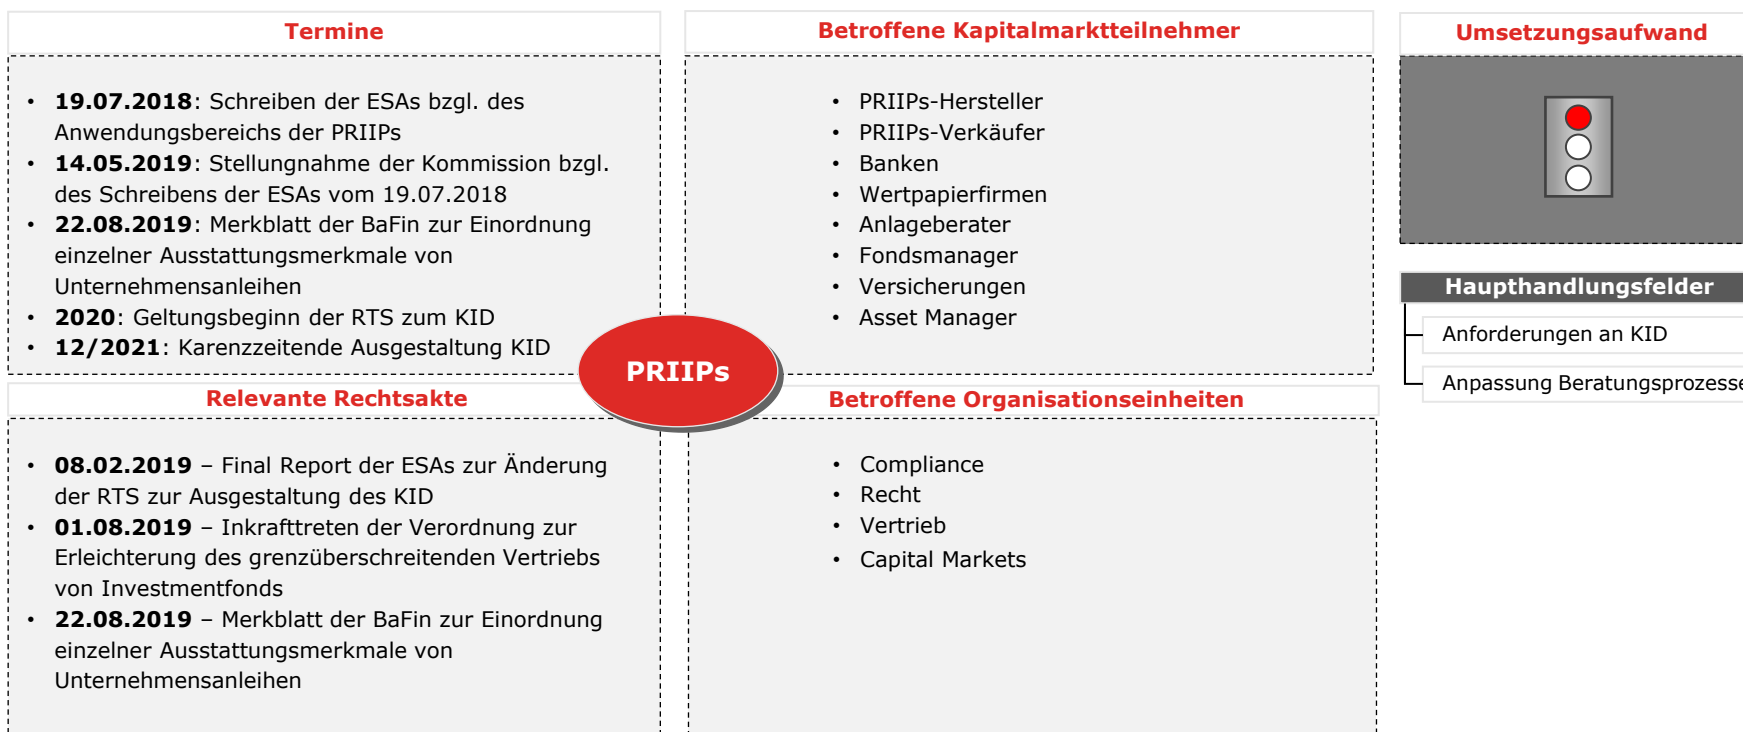 Termine
• 19.07.2018: Schreiben der ESAs bzgl. des
Anwendungsbereichs der PRIIPs
• 14.05.2019: Stellungnahme der Kommission bzgl.
des Schreibens der ESAs vom 19.07.2018
• 22.08.2019: Merkblatt der BaFin zur Einordnung
einzelner Ausstattungsmerkmale von
Unternehmensanleihen
• 2020: Geltungsbeginn der RTS zum KID
• 12/2021: Karenzzeitende Ausgestaltung KID
Betroffene Kapitalmarktteilnehmer
• PRIIPs-Hersteller
• PRIIPs-Verkäufer
• Banken
• Wertpapierfirmen
• Anlageberater
• Fondsmanager
• Versicherungen
• Asset Manager
Umsetzungsaufwand
Haupthandlungsfelder
Anforderungen an KID
Anpassung Beratungsprozesse
PRIIPs
Relevante Rechtsakte
• 08.02.2019 – Final Report der ESAs zur Änderung
der RTS zur Ausgestaltung des KID
• 01.08.2019 – Inkrafttreten der Verordnung zur
Erleichterung des grenzüberschreitenden Vertriebs
von Investmentfonds
• 22.08.2019 – Merkblatt der BaFin zur Einordnung
einzelner Ausstattungsmerkmale von
Unternehmensanleihen
Betroffene Organisationseinheiten
• Compliance
• Recht
• Vertrieb
• Capital Markets